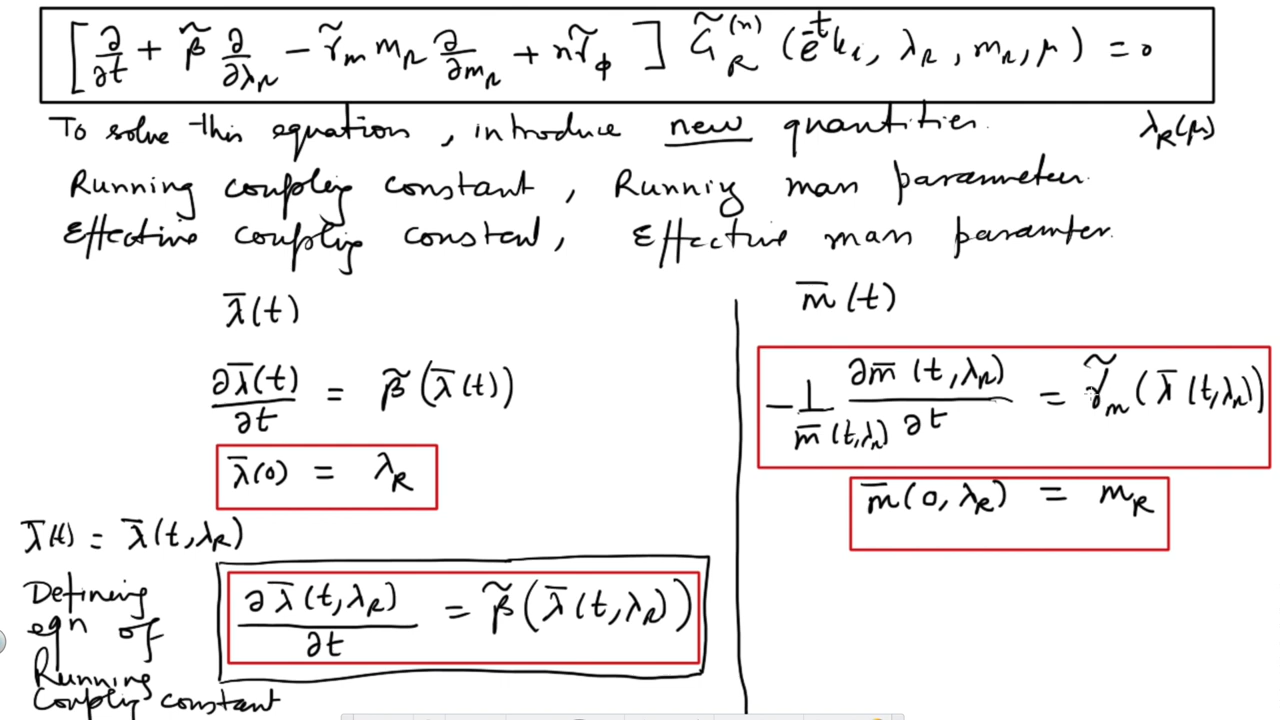 [∂/∂t + β̃ ∂/∂λ_R − γ̃_m m_R ∂/∂m_R + n γ̃_ϕ] G̃_R^(n) (e^-t k_i, λ_R, m_R, μ) = 0
To solve this equation, introduce new quantities.
λ_R(μ)
Running coupling constant, Running mass parameter.
Effective coupling constant, Effective mass paramter.
λ̄(t)
∂λ̄(t)/∂t = β̃(λ̄(t))
λ̄(0) = λ_R
λ̄(t) = λ̄(t,λ_R)
Defining
eqn of
Running
Coupling constant
∂λ̄(t,λ_R)/∂t = β̃(λ̄(t,λ_R))
m̄(t)
−1/m̄(t,λ_R) ∂m̄(t,λ_R)/∂t = γ̃_m(λ̄(t,λ_R))
m̄(0,λ_R) = m_R